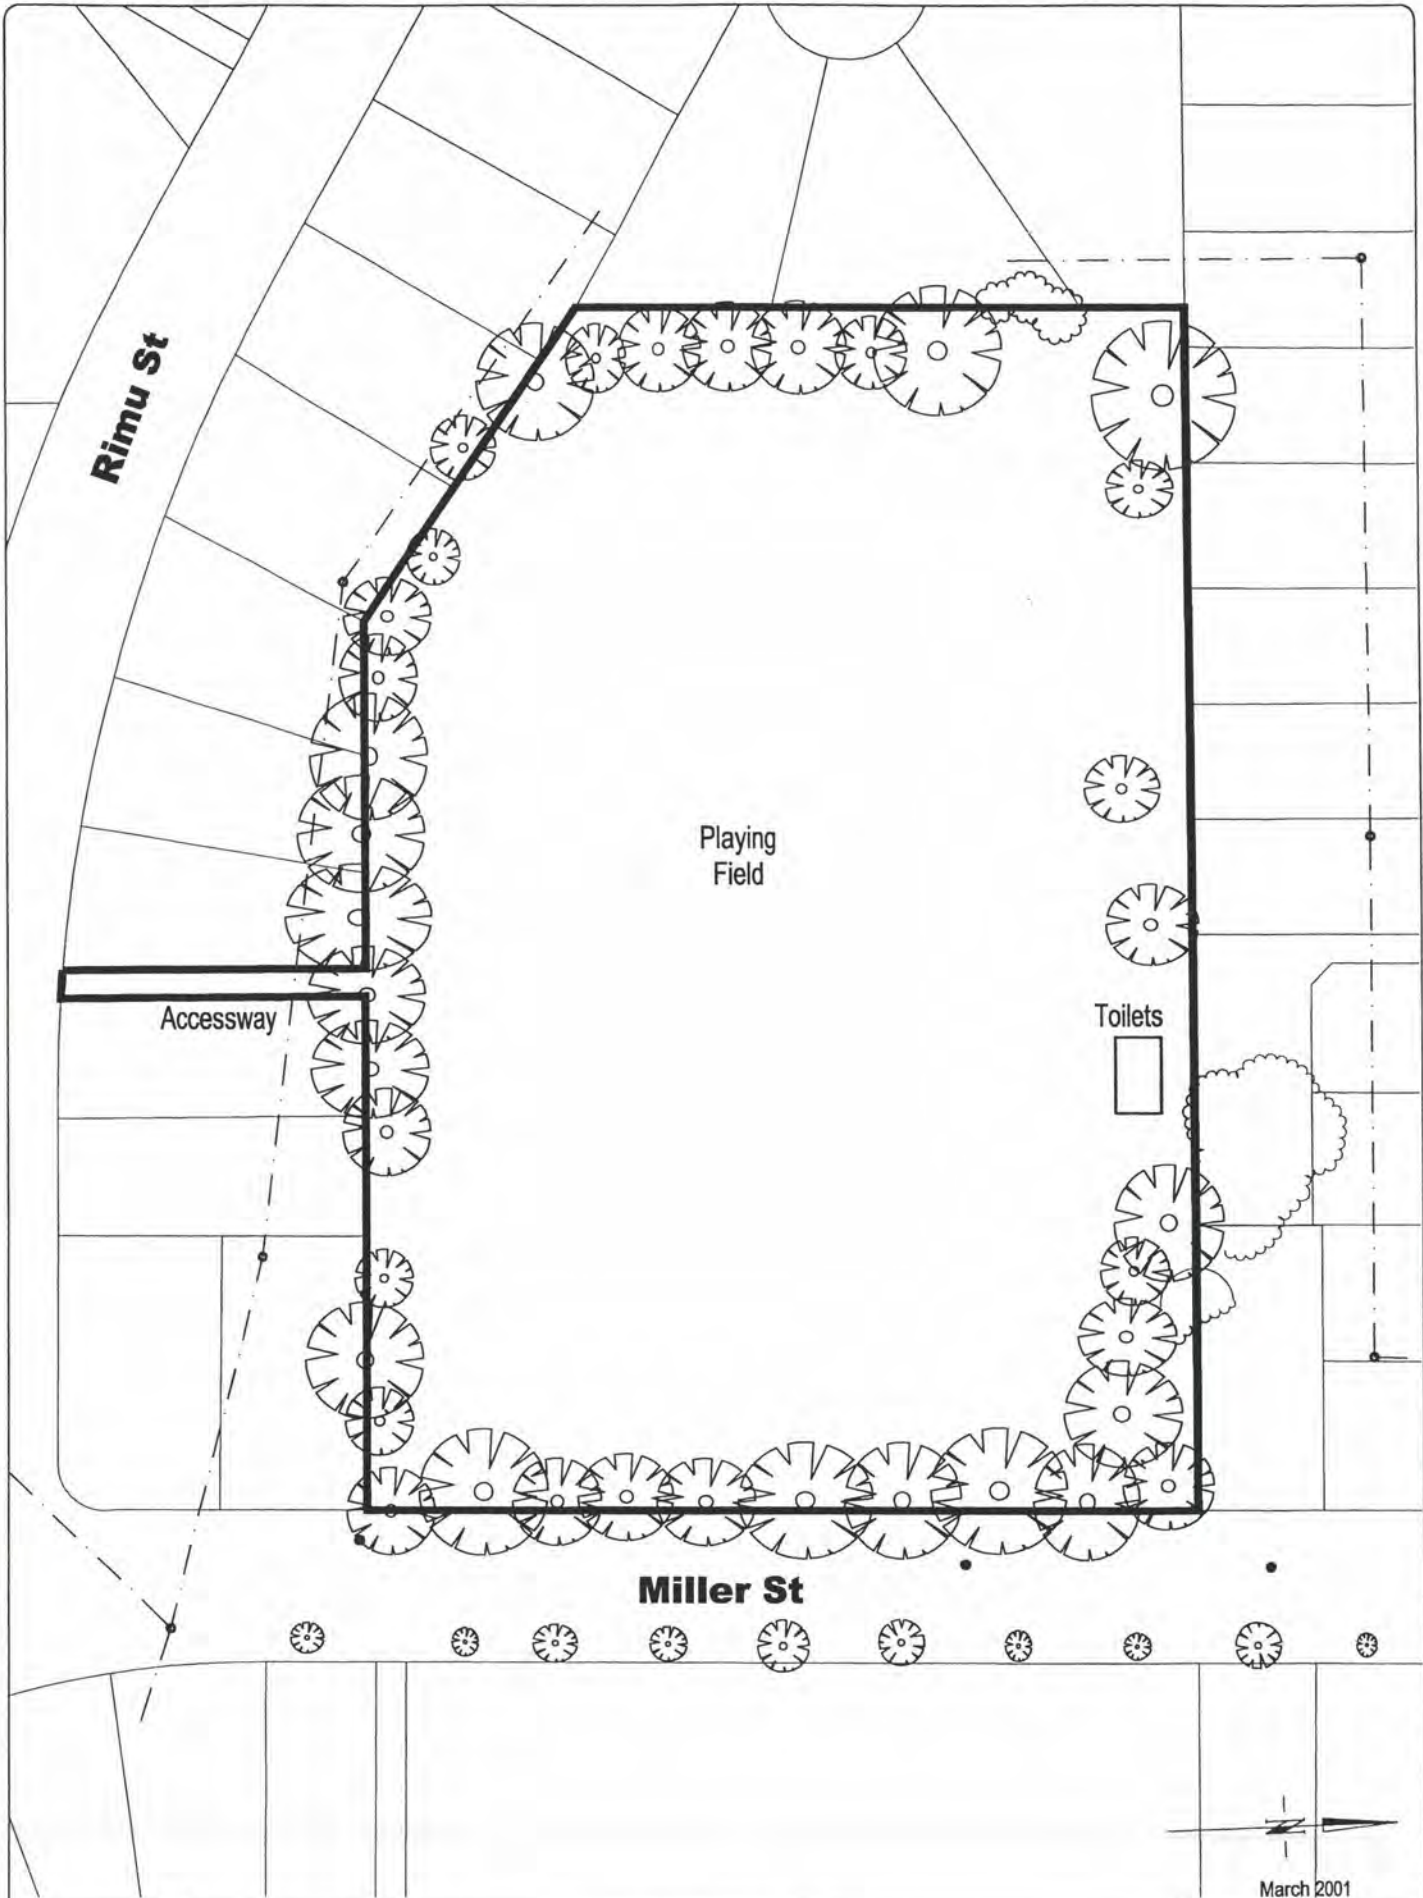 Rimu St
Playing
Field
Accessway
Toilets
Miller St
N
March 2001